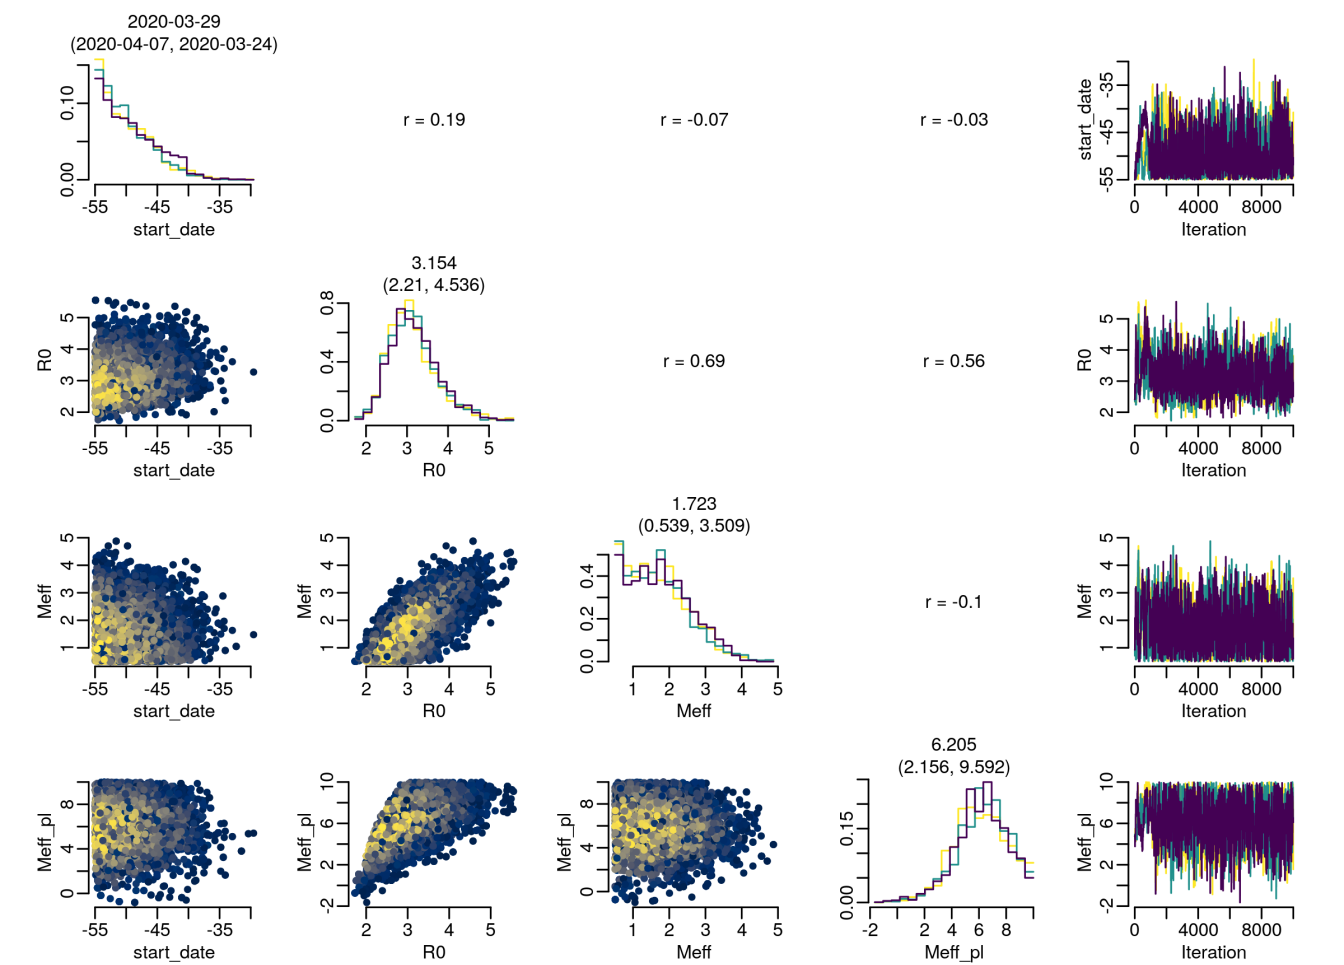 2020-03-29
(2020-04-07, 2020-03-24)
0.00 0.10
-55 -45 -35
start_date
r = 0.19
r = -0.07
r = -0.03
start_date
-55 -45 -35
0 4000 8000
Iteration
R0
2 3 4 5
-55 -45 -35
start_date
3.154
(2.21, 4.536)
0.0 0.4 0.8
2 3 4 5
R0
r = 0.69
r = 0.56
R0
2 3 4 5
0 4000 8000
Iteration
Meff
1 2 3 4 5
-55 -45 -35
start_date
Meff
1 2 3 4 5
2 3 4 5
R0
1.723
(0.539, 3.509)
0.0 0.2 0.4
1 2 3 4 5
Meff
r = -0.1
Meff
1 2 3 4 5
0 4000 8000
Iteration
Meff_pl
0 4 6 8
-55 -45 -35
start_date
Meff_pl
-2 2 6 10
2 3 4 5
R0
Meff_pl
0 4 8
1 2 3 4 5
Meff
6.205
(2.156, 9.592)
0.00 0.15
-2 2 4 6 8
Meff_pl
Meff_pl
-2 2 6 10
0 4000 8000
Iteration